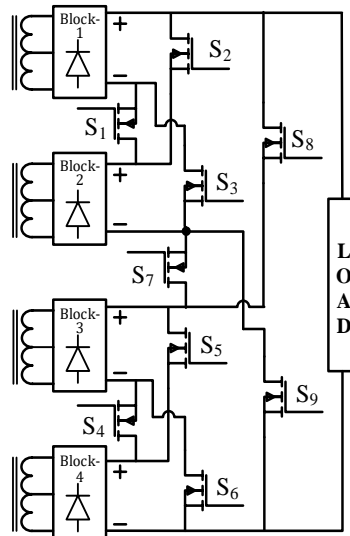 Block-
1
+
−
S1
S2
Block-
2
+
−
S3
S7
S8
L
O
A
D
Block-
3
+
−
S5
S4
S9
Block-
4
+
−
S6